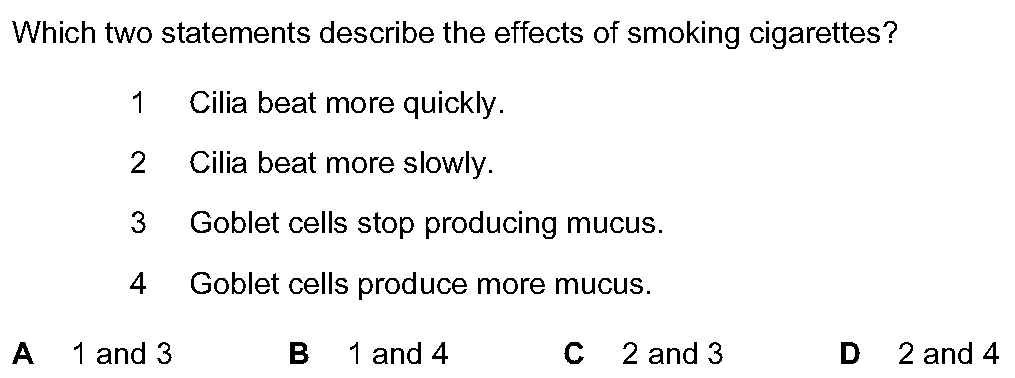 Which two statements describe the effects of smoking cigarettes?
1 Cilia beat more quickly.
2 Cilia beat more slowly.
3 Goblet cells stop producing mucus.
4 Goblet cells produce more mucus.
A 1 and 3 B 1 and 4 C 2 and 3 D 2 and 4